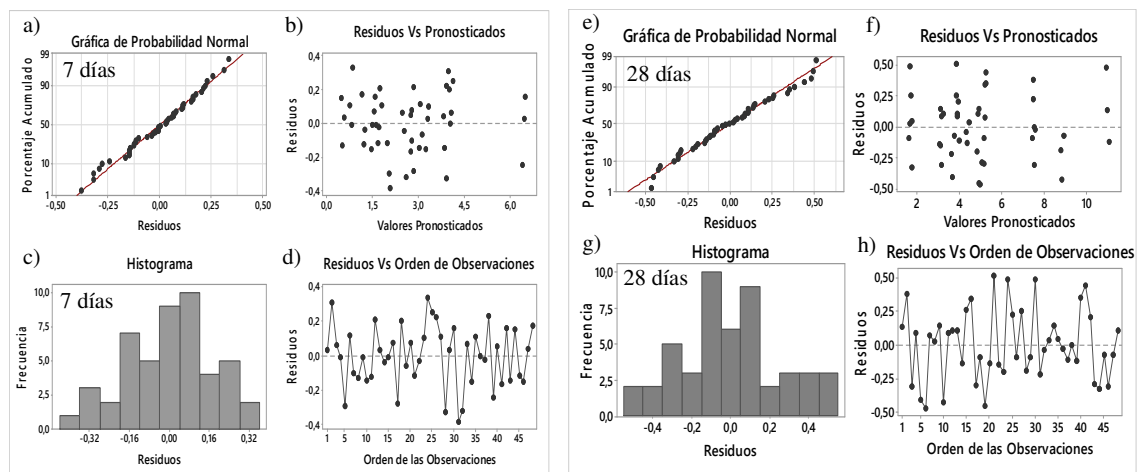 a) Gráfica de Probabilidad Normal
7 días
Porcentaje Acumulado
99
90
50
10
1
-0,50 -0,25 0,00 0,25 0,50
Residuos
b) Residuos Vs Pronosticados
Residuos
0,4
0,2
0,0
-0,2
-0,4
0,0 1,5 3,0 4,5 6,0
Valores Pronosticados
c) Histograma
7 días
Frecuencia
10,0
7,5
5,0
2,5
0,0
-0,32 -0,16 0,00 0,16 0,32
Residuos
d) Residuos Vs Orden de Observaciones
Residuos
0,4
0,2
0,0
-0,2
-0,4
1 5 10 15 20 25 30 35 40 45
Orden de las Observaciones
e) Gráfica de Probabilidad Normal
28 días
Porcentaje Acumulado
99
90
50
10
1
-0,50 -0,25 0,00 0,25 0,50
Residuos
f) Residuos Vs Pronosticados
Residuos
0,50
0,25
0,00
-0,25
-0,50
2 4 6 8 10
Valores Pronosticados
g) Histograma
28 días
Frecuencia
10,0
7,5
5,0
2,5
0,0
-0,4 -0,2 0,0 0,2 0,4
Residuos
h) Residuos Vs Orden de Observaciones
Residuos
0,50
0,25
0,00
-0,25
-0,50
1 5 10 15 20 25 30 35 40 45
Orden de las Observaciones